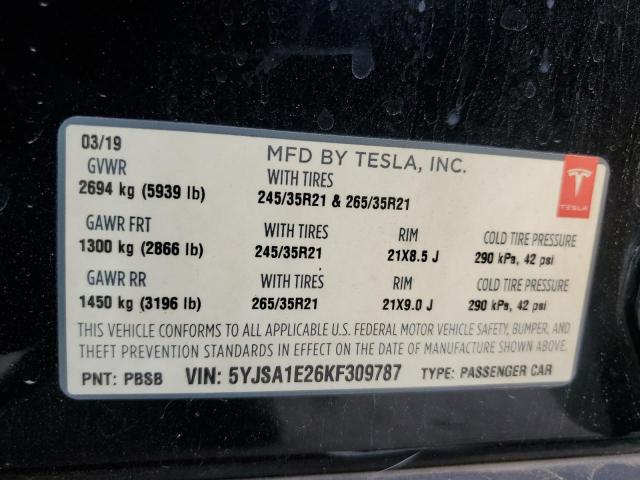 03/19 MFD BY TESLA, INC.
GVWR WITH TIRES
2694 kg (5939 lb) 245/35R21 & 265/35R21
TESLA
GAWR FRT WITH TIRES RIM COLD TIRE PRESSURE
1300 kg (2866 lb) 245/35R21 21X8.5 J 290 kPa, 42 psi
GAWR RR WITH TIRES RIM COLD TIRE PRESSURE
1450 kg (3196 lb) 265/35R21 21X9.0 J 290 kPa, 42 psi
THIS VEHICLE CONFORMS TO ALL APPLICABLE U.S. FEDERAL MOTOR VEHICLE SAFETY, BUMPER, AND
THEFT PREVENTION STANDARDS IN EFFECT ON THE DATE OF MANUFACTURE SHOWN ABOVE.
PNT: PBSB VIN: 5YJSA1E26KF309787 TYPE: PASSENGER CAR